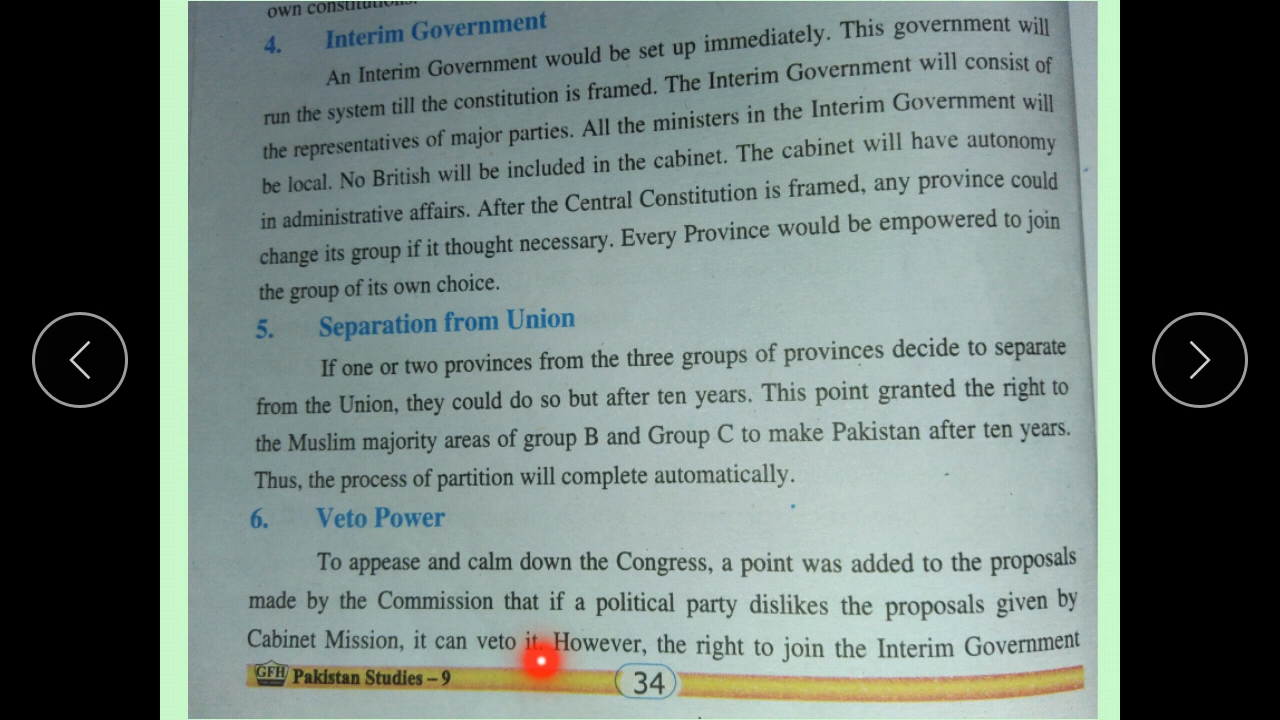 own constitutions.
4. Interim Government
An Interim Government would be set up immediately. This government will
run the system till the constitution is framed. The Interim Government will consist of
the representatives of major parties. All the ministers in the Interim Government will
be local. No British will be included in the cabinet. The cabinet will have autonomy
in administrative affairs. After the Central Constitution is framed, any province could
change its group if it thought necessary. Every Province would be empowered to join
the group of its own choice.
5. Separation from Union
If one or two provinces from the three groups of provinces decide to separate
from the Union, they could do so but after ten years. This point granted the right to
the Muslim majority areas of group B and Group C to make Pakistan after ten years.
Thus, the process of partition will complete automatically.
6. Veto Power
To appease and calm down the Congress, a point was added to the proposals
made by the Commission that if a political party dislikes the proposals given by
Cabinet Mission, it can veto it. However, the right to join the Interim Government
GFH Pakistan Studies – 9 34